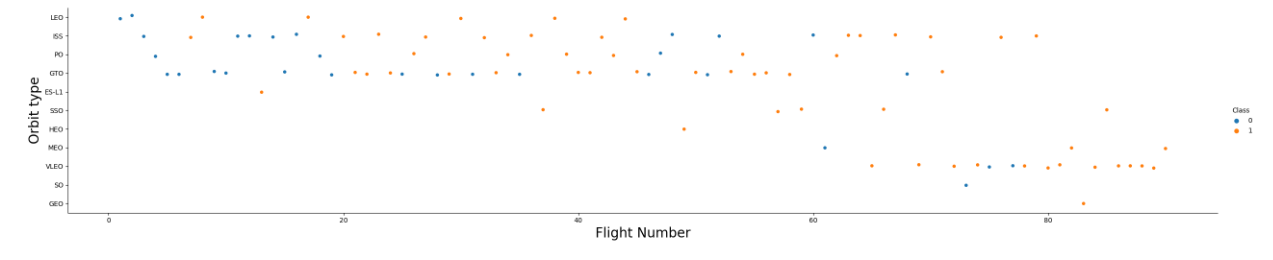 LEO
ISS
PO
GTO
ES-L1
SSO
HEO
MEO
VLEO
SO
GEO
Orbit type
0 20 40 60 80
Flight Number
Class
0
1